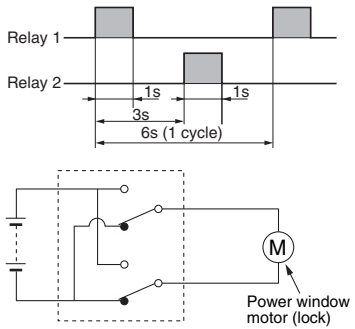 Relay 1
Relay 2
1s
1s
3s
6s (1 cycle)
M
Power window
motor (lock)